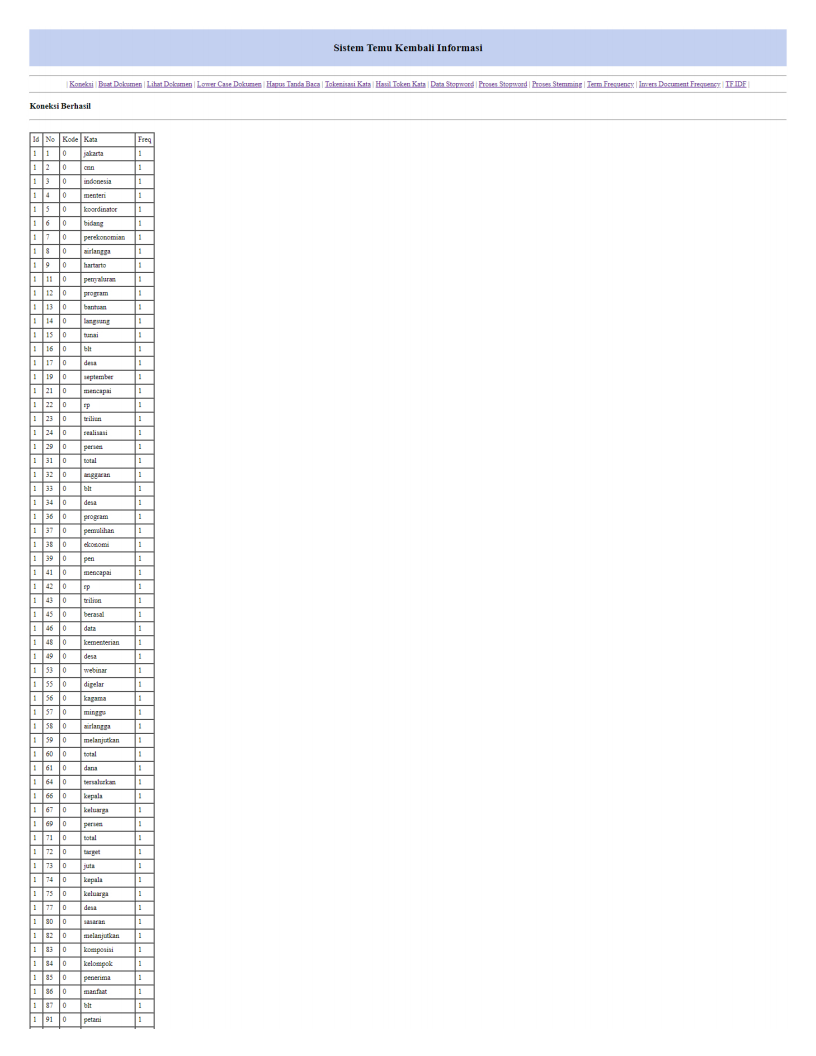 Sistem Temu Kembali Informasi
| Koneksi | Buat Dokumen | Lihat Dokumen | Lower Case Dokumen | Hapus Tanda Baca | Tokenisasi Kata | Hasil Token Kata | Data Stopword | Proses Stopword | Proses Stemming | Term Frequency | Invers Document Frequency | TF.IDF |
Koneksi Berhasil
Id No Kode Kata Freq
1 1 0 jakarta 1
1 2 0 cnn 1
1 3 0 indonesia 1
1 4 0 menteri 1
1 5 0 koordinator 1
1 6 0 bidang 1
1 7 0 perekonomian 1
1 8 0 airlangga 1
1 9 0 hartarto 1
1 11 0 penyaluran 1
1 12 0 program 1
1 13 0 bantuan 1
1 14 0 langsung 1
1 15 0 tunai 1
1 16 0 blt 1
1 17 0 desa 1
1 19 0 september 1
1 21 0 mencapai 1
1 22 0 rp 1
1 23 0 triliun 1
1 24 0 realisasi 1
1 29 0 persen 1
1 31 0 total 1
1 32 0 anggaran 1
1 33 0 blt 1
1 34 0 desa 1
1 36 0 program 1
1 37 0 pemulihan 1
1 38 0 ekonomi 1
1 39 0 pen 1
1 41 0 mencapai 1
1 42 0 rp 1
1 43 0 triliun 1
1 45 0 berasal 1
1 46 0 data 1
1 48 0 kementerian 1
1 49 0 desa 1
1 53 0 webinar 1
1 55 0 digelar 1
1 56 0 kagama 1
1 57 0 minggu 1
1 58 0 airlangga 1
1 59 0 melanjutkan 1
1 60 0 total 1
1 61 0 dana 1
1 64 0 tersalurkan 1
1 66 0 kepala 1
1 67 0 keluarga 1
1 69 0 persen 1
1 71 0 total 1
1 72 0 target 1
1 73 0 juta 1
1 74 0 kepala 1
1 75 0 keluarga 1
1 77 0 desa 1
1 80 0 sasaran 1
1 82 0 melanjutkan 1
1 83 0 komposisi 1
1 84 0 kelompok 1
1 85 0 penerima 1
1 86 0 manfaat 1
1 87 0 blt 1
1 91 0 petani 1